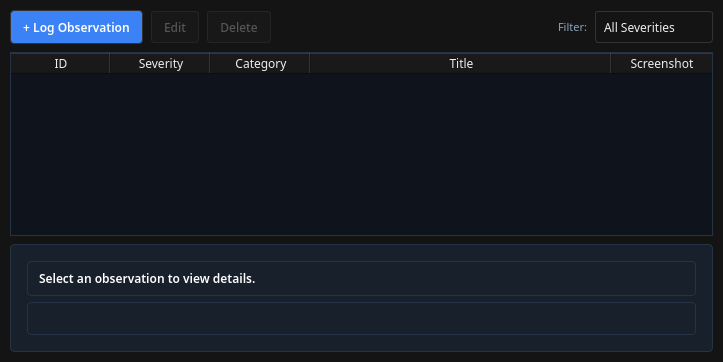 + Log Observation
Edit
Delete
Filter:
All Severities
ID
Severity
Category
Title
Screenshot
Select an observation to view details.